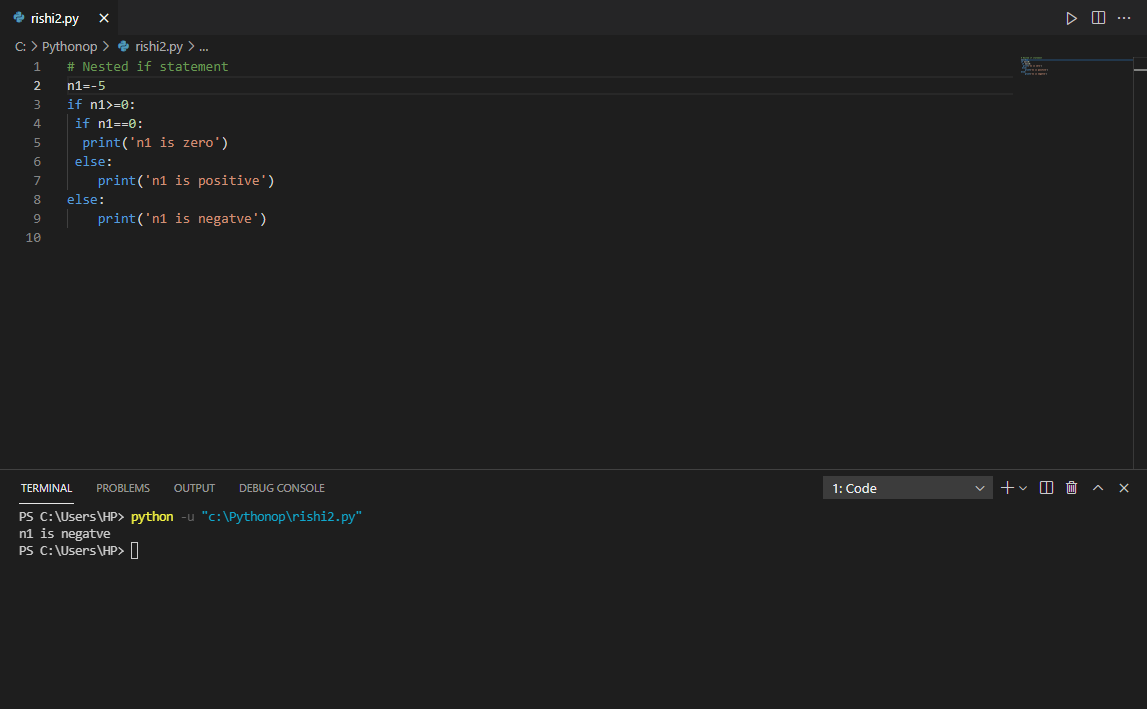 rishi2.py
C: > Pythonop > rishi2.py > ...
1 # Nested if statement
2 n1=-5
3 if n1>=0:
4  if n1==0:
5   print('n1 is zero')
6  else:
7     print('n1 is positive')
8 else:
9     print('n1 is negatve')
10
TERMINAL PROBLEMS OUTPUT DEBUG CONSOLE 1: Code
PS C:\Users\HP> python -u "c:\Pythonop\rishi2.py"
n1 is negatve
PS C:\Users\HP>